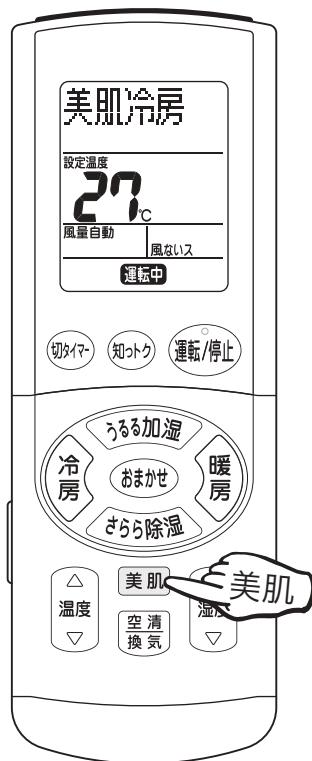 美肌冷房
設定温度
27℃
風量自動
風ないス
運転中
切タイマー 知っトク 運転/停止
うるる加湿
冷房 おまかせ 暖房
さらら除湿
温度 美肌 湿度
美肌
空清
換気